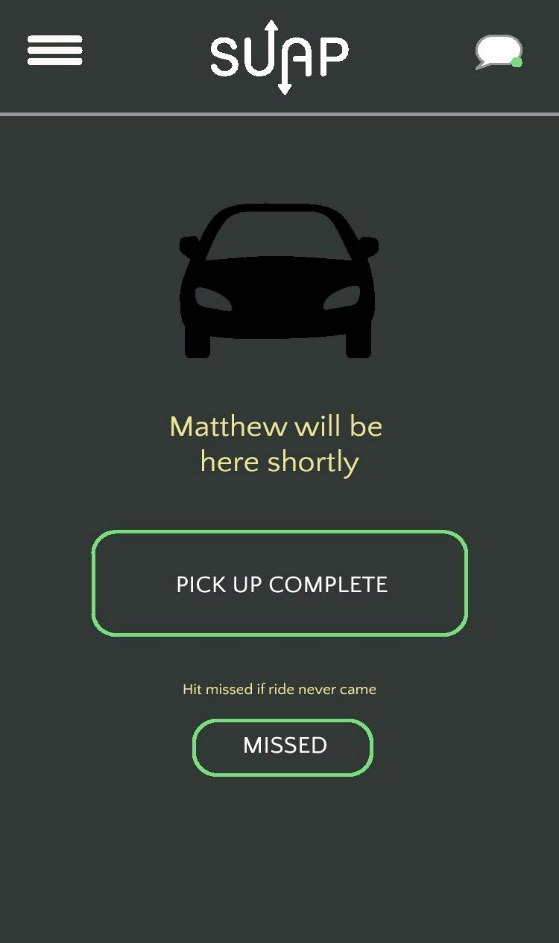 SUAP
Matthew will be
here shortly
PICK UP COMPLETE
Hit missed if ride never came
MISSED